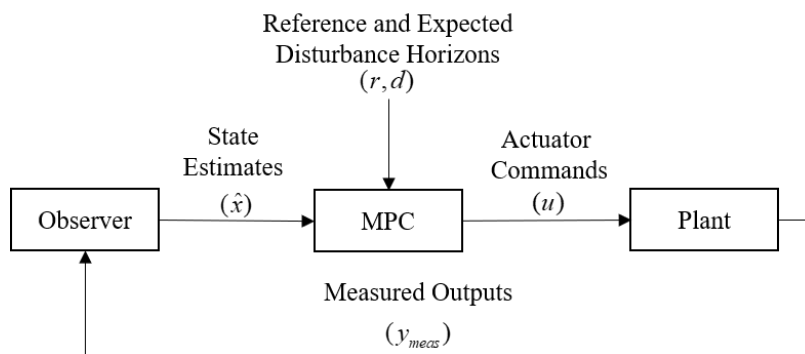 Reference and Expected
Disturbance Horizons
(r, d)
State
Estimates
(x̂)
Actuator
Commands
(u)
Observer
MPC
Plant
Measured Outputs
(y_meas)